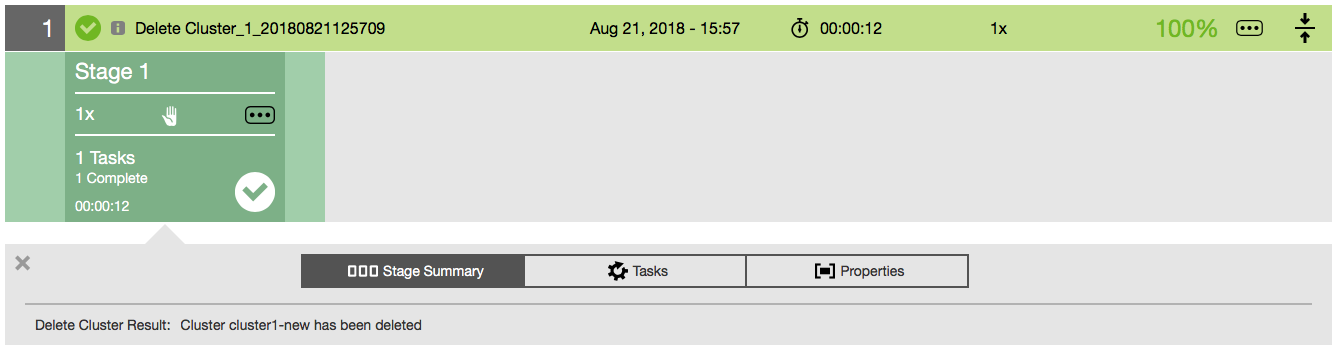 1 Delete Cluster_1_20180821125709 Aug 21, 2018 - 15:57 00:00:12 1x 100%
Stage 1
1x
1 Tasks
1 Complete
00:00:12
Stage Summary Tasks Properties
Delete Cluster Result: Cluster cluster1-new has been deleted